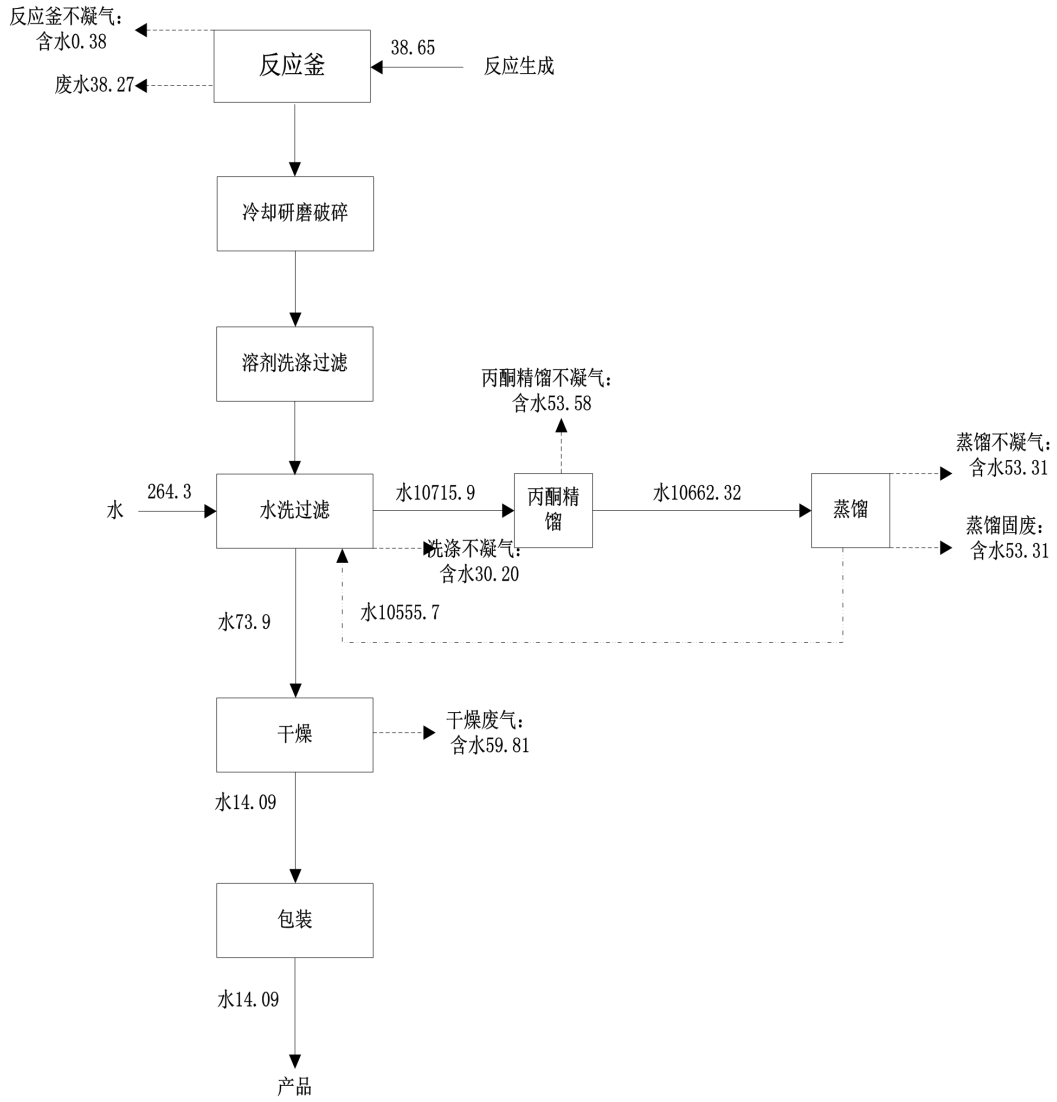 反应釜不凝气：
含水0.38
废水38.27
反应釜
38.65
反应生成
冷却研磨破碎
溶剂洗涤过滤
丙酮精馏不凝气：
含水53.58
蒸馏不凝气：
含水53.31
水
264.3
水洗过滤
水10715.9
丙酮精
馏
水10662.32
蒸馏
蒸馏固废：
含水53.31
洗涤不凝气：
含水30.20
水10555.7
水73.9
干燥
干燥废气：
含水59.81
水14.09
包装
水14.09
产品